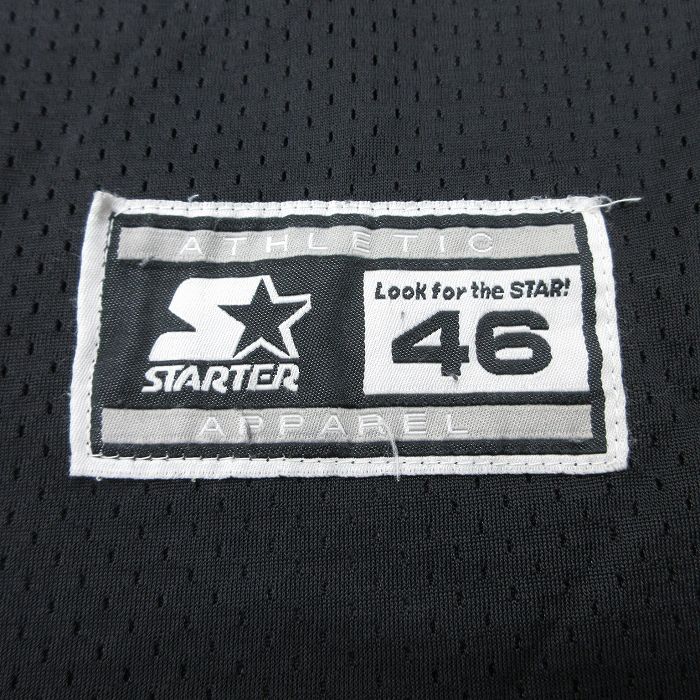 ATHLETIC
Look for the STAR!
46
STARTER
APPAREL